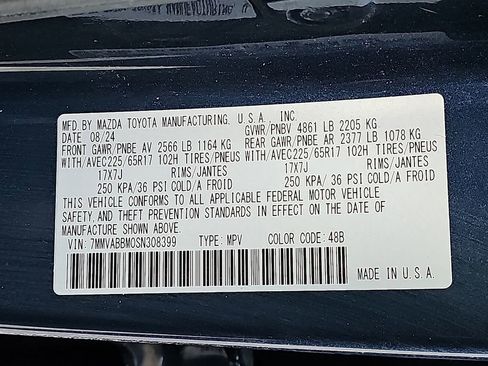 MFD.BY MAZDA TOYOTA MANUFACTURING. U.S.A., INC.
DATE 08/24 GVWR/PNBV 4861 LB 2205 KG
FRONT GAWR/PNBE AV 2566 LB 1164 KG REAR GAWR/PNBE AR 2377 LB 1078 KG
WITH/AVEC225/65R17 102H TIRES/PNEUS WITH/AVEC225/65R17 102H TIRES/PNEUS
17X7J RIMS/JANTES 17X7J RIMS/JANTES
250 KPA/36 PSI COLD/A FROID 250 KPA/36 PSI COLD/A FROID
THIS VEHICLE CONFORMS TO ALL APPLICABLE FEDERAL MOTOR VEHICLE
SAFETY, AND THEFT PREVENTION STANDARDS IN EFFECT ON THE DATE OF
MANUFACTURE SHOWN ABOVE.
VIN: 7MMVABBM0SN308399 TYPE: MPV COLOR CODE: 48B
MADE IN U.S.A.